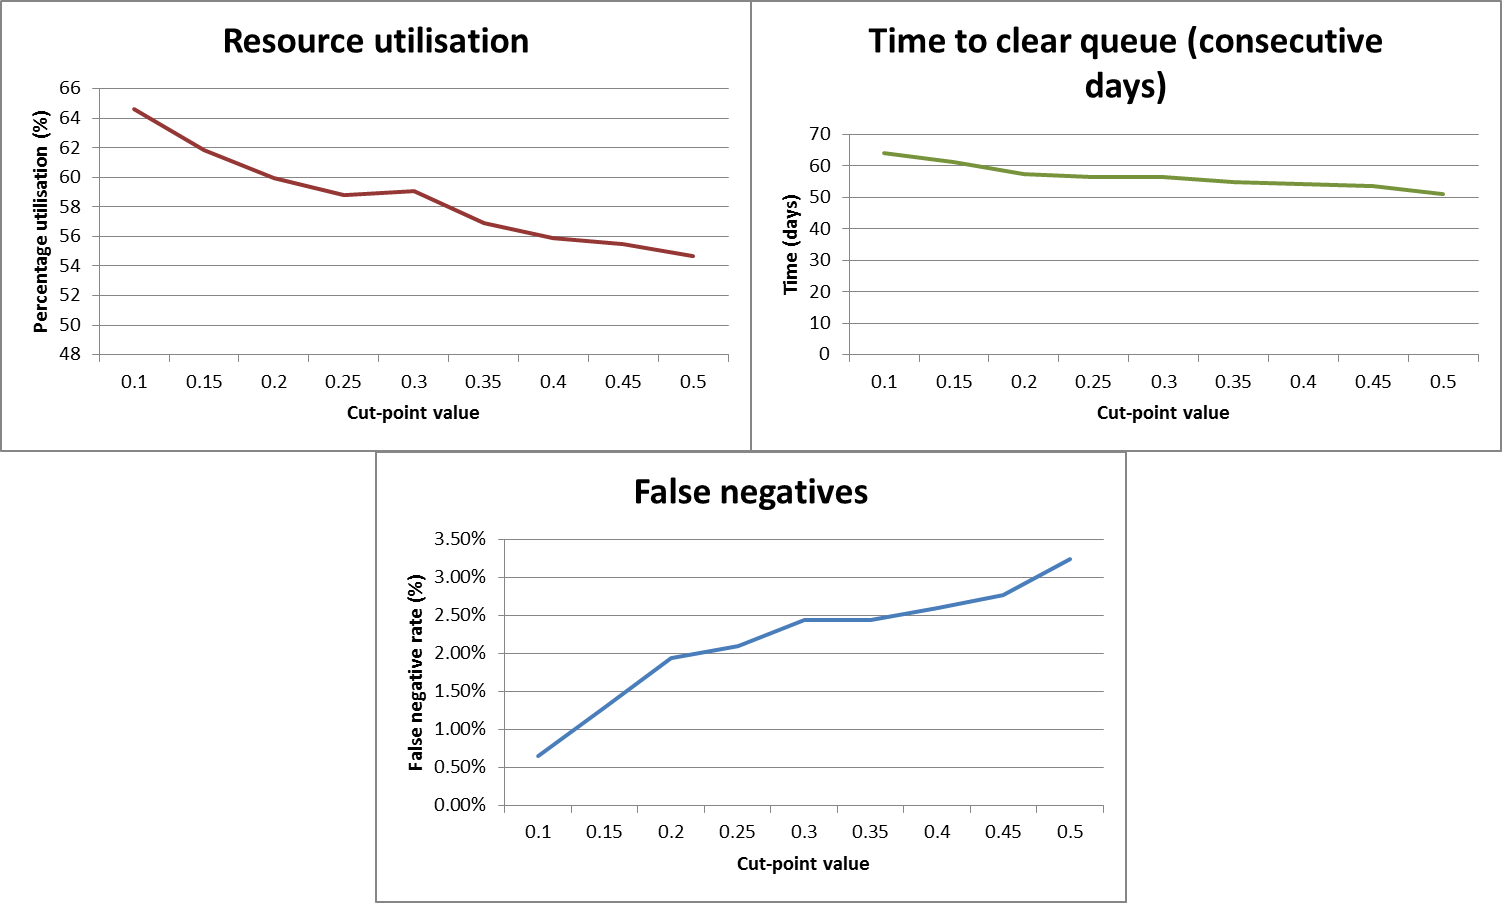 Resource utilisation
Percentage utilisation (%)
66
64
62
60
58
56
54
52
50
48
0.1 0.15 0.2 0.25 0.3 0.35 0.4 0.45 0.5
Cut-point value
Time to clear queue (consecutive
days)
Time (days)
70
60
50
40
30
20
10
0
0.1 0.15 0.2 0.25 0.3 0.35 0.4 0.45 0.5
Cut-point value
False negatives
False negative rate (%)
3.50%
3.00%
2.50%
2.00%
1.50%
1.00%
0.50%
0.00%
0.1 0.15 0.2 0.25 0.3 0.35 0.4 0.45 0.5
Cut-point value